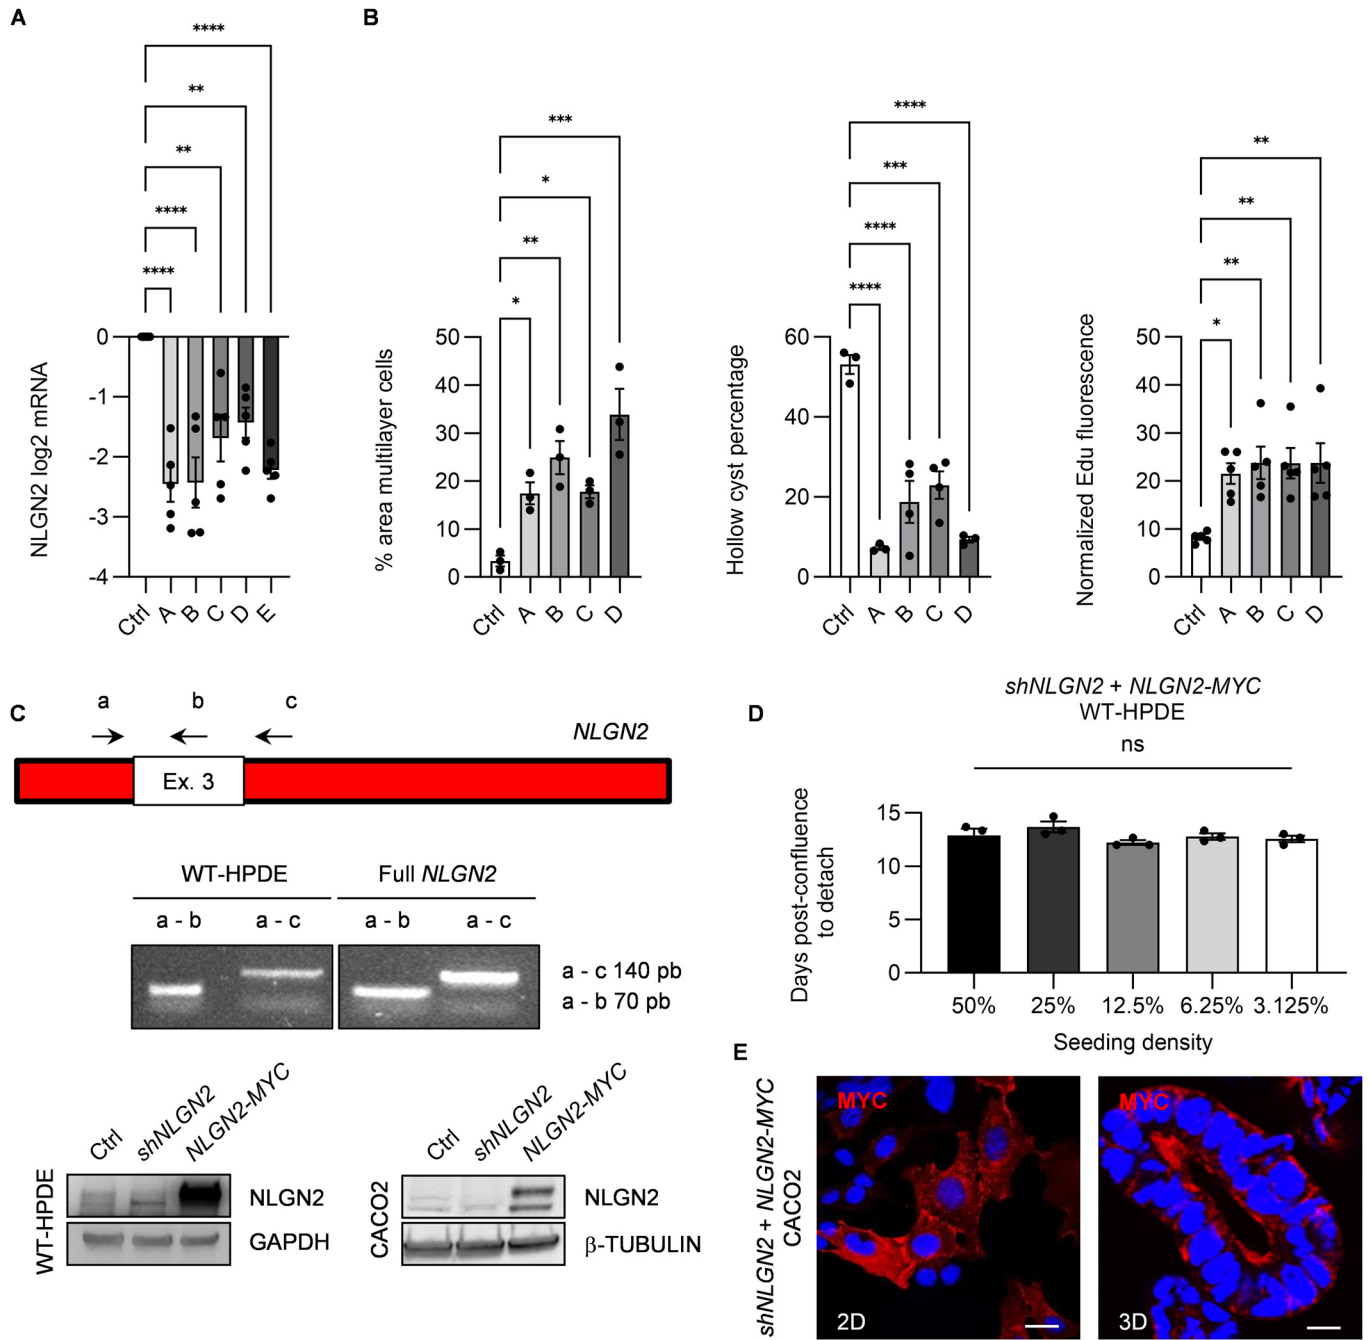 A
****
**
**
****
****
NLGN2 log2 mRNA
0
-1
-2
-3
-4
Ctrl
A
B
C
D
E
B
***
*
**
*
% area multilayer cells
50
40
30
20
10
0
Ctrl
A
B
C
D
****
***
****
****
Hollow cyst percentage
60
40
20
0
Ctrl
A
B
C
D
**
**
**
*
Normalized Edu fluorescence
50
40
30
20
10
0
Ctrl
A
B
C
D
C
a
b
c
NLGN2
Ex. 3
WT-HPDE
Full NLGN2
a - b
a - c
a - b
a - c
a - c 140 pb
a - b 70 pb
Ctrl
shNLGN2
NLGN2-MYC
WT-HPDE
NLGN2
GAPDH
Ctrl
shNLGN2
NLGN2-MYC
CACO2
NLGN2
β-TUBULIN
D
shNLGN2 + NLGN2-MYC
WT-HPDE
ns
Days post-confluence
to detach
15
10
5
0
50%
25%
12.5%
6.25%
3.125%
Seeding density
E
shNLGN2 + NLGN2-MYC
CACO2
MYC
2D
MYC
3D